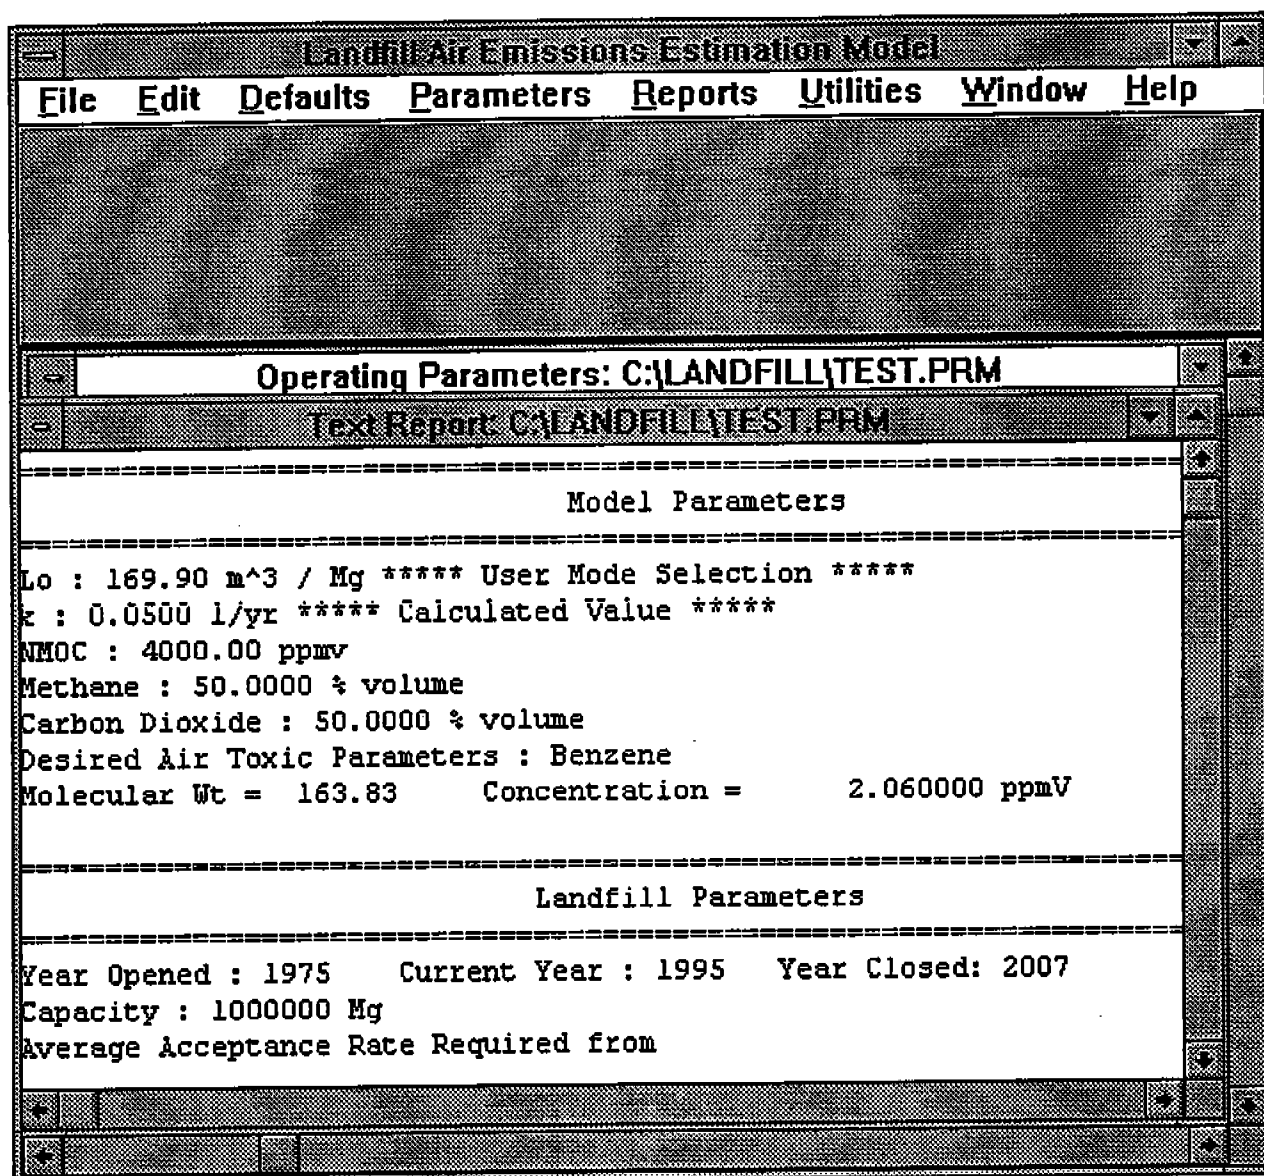 Landfill Air Emissions Estimation Model
File Edit Defaults Parameters Reports Utilities Window Help
Operating Parameters: C:\LANDFILL\TEST.PRM
Text Report: C:\LANDFILL\TEST.PRM
==========================================================================
Model Parameters
==========================================================================
Lo : 169.90 m^3 / Mg ***** User Mode Selection *****
k : 0.0500 1/yr ***** Calculated Value *****
NMOC : 4000.00 ppmv
Methane : 50.0000 % volume
Carbon Dioxide : 50.0000 % volume
Desired Air Toxic Parameters : Benzene
Molecular Wt = 163.83 Concentration = 2.060000 ppmV
==========================================================================
Landfill Parameters
==========================================================================
Year Opened : 1975 Current Year : 1995 Year Closed: 2007
Capacity : 1000000 Mg
Average Acceptance Rate Required from